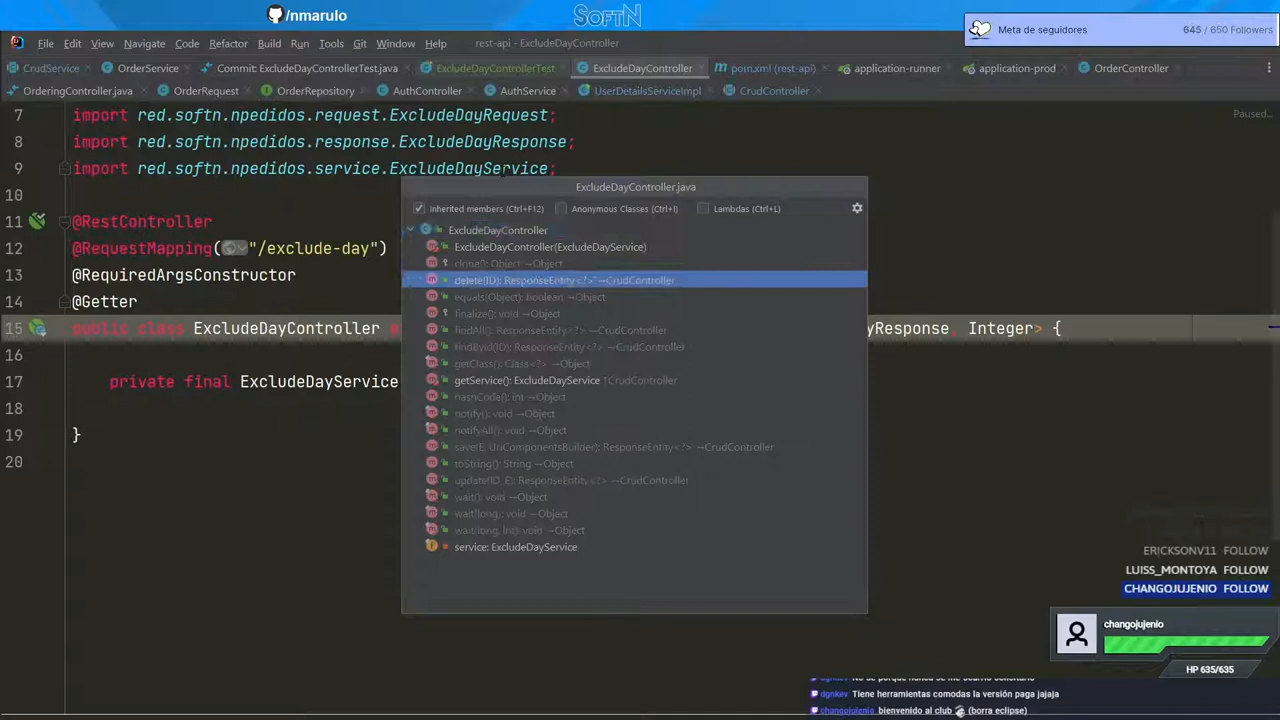 /nmarulo
SoftN
Meta de seguidores
645 / 650 Followers
File Edit View Navigate Code Refactor Build Run Tools Git Window Help
rest-api - ExcludeDayController
CrudService
OrderService
Commit: ExcludeDayControllerTest.java
ExcludeDayControllerTest
ExcludeDayController
pom.xml (rest-api)
application-runner
application-prod
OrderController
OrderingController.java
OrderRequest
OrderRepository
AuthController
AuthService
UserDetailsServiceImpl
CrudController
Paused...
7 import red.softn.npedidos.request.ExcludeDayRequest;
8 import red.softn.npedidos.response.ExcludeDayResponse;
9 import red.softn.npedidos.service.ExcludeDayService;
10
11 @RestController
12 @RequestMapping("/exclude-day")
13 @RequiredArgsConstructor
14 @Getter
15 public class ExcludeDayController
yResponse, Integer> {
16
17 private final ExcludeDayService
18
19 }
20
ExcludeDayController.java
Inherited members (Ctrl+F12)
Anonymous Classes (Ctrl+I)
Lambdas (Ctrl+L)
ExcludeDayController
ExcludeDayController(ExcludeDayService)
clone(): Object →Object
delete(ID): ResponseEntity<?> →CrudController
equals(Object): boolean →Object
finalize(): void →Object
findAll(): ResponseEntity<?> →CrudController
findById(ID): ResponseEntity<?> →CrudController
getClass(): Class<?> →Object
getService(): ExcludeDayService ↑CrudController
hashCode(): int →Object
notify(): void →Object
notifyAll(): void →Object
save(E, UriComponentsBuilder): ResponseEntity<?> →CrudController
toString(): String →Object
update(ID, E): ResponseEntity<?> →CrudController
wait(): void →Object
wait(long): void →Object
wait(long, int): void →Object
service: ExcludeDayService
ERICKSONV11 FOLLOW
LUISS_MONTOYA FOLLOW
CHANGOJUJENIO FOLLOW
changojujenio
HP 635/635
dgnkev Tiene herramientas comodas la versión paga jajaja
changojujenio bienvenido al club (borra eclipse)